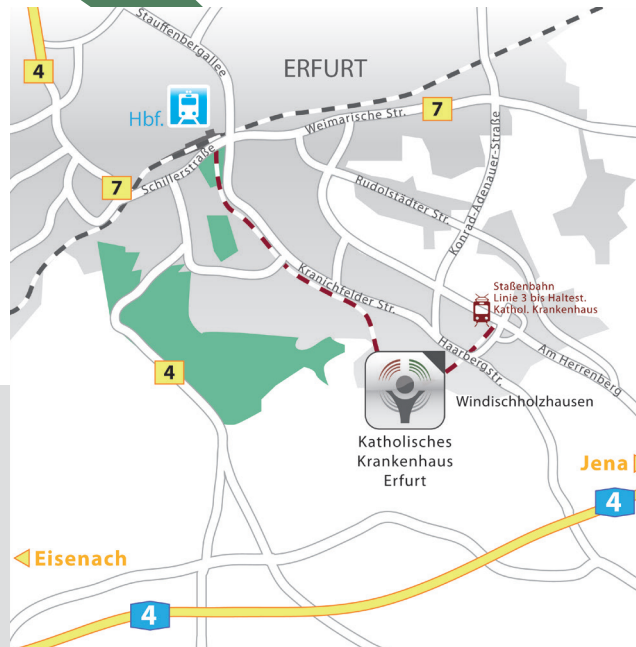 Stauffenbergallee
4
ERFURT
Hbf.
Weimarische Str.
7
7
Schillerstraße
Rudolstädter Str.
Konrad-Adenauer-Straße
Kranichfelder Str.
Staßenbahn
Linie 3 bis Haltest.
Kathol. Krankenhaus
Haarbergstr.
Am Herrenberg
4
Windischholzhausen
Katholisches
Krankenhaus
Erfurt
Jena
4
Eisenach
4